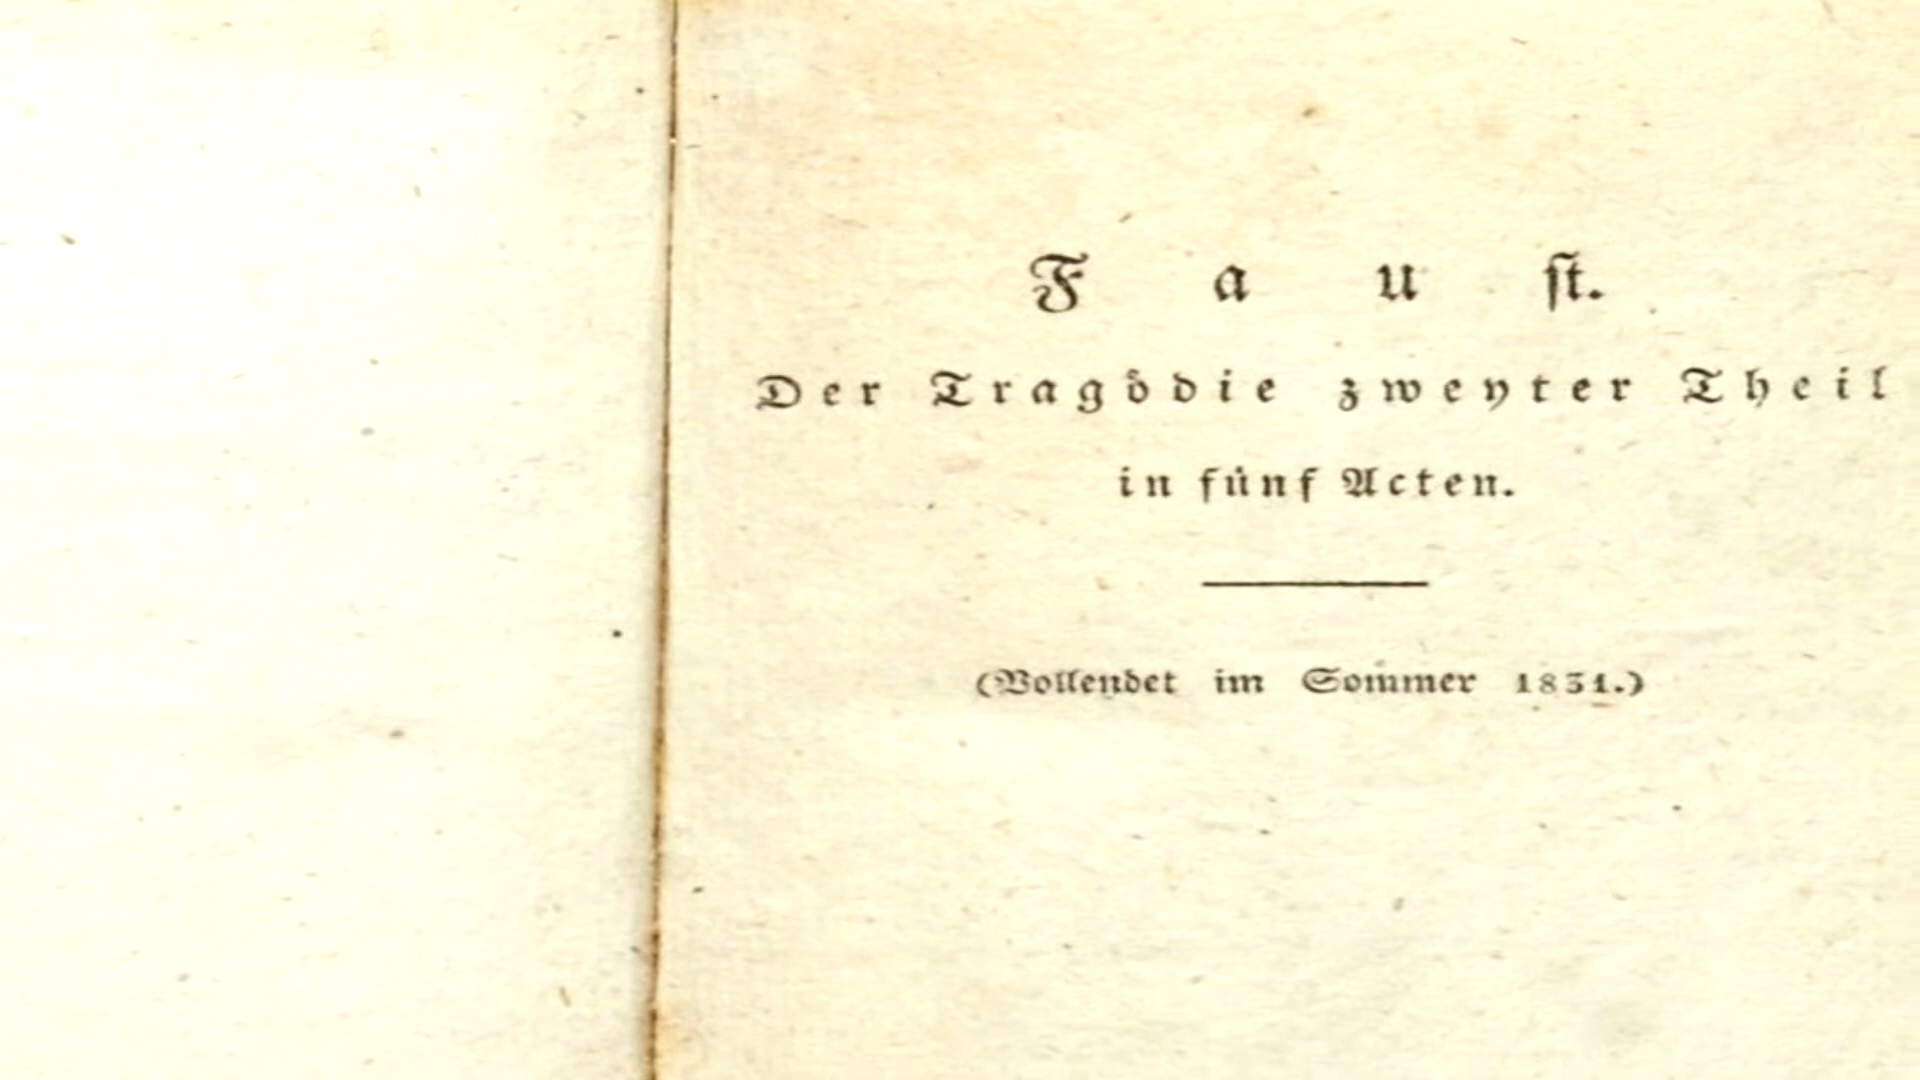 Fauſt.
Der Tragödie zweyter Theil
in fünf Acten.
(Vollendet im Sommer 1831.)